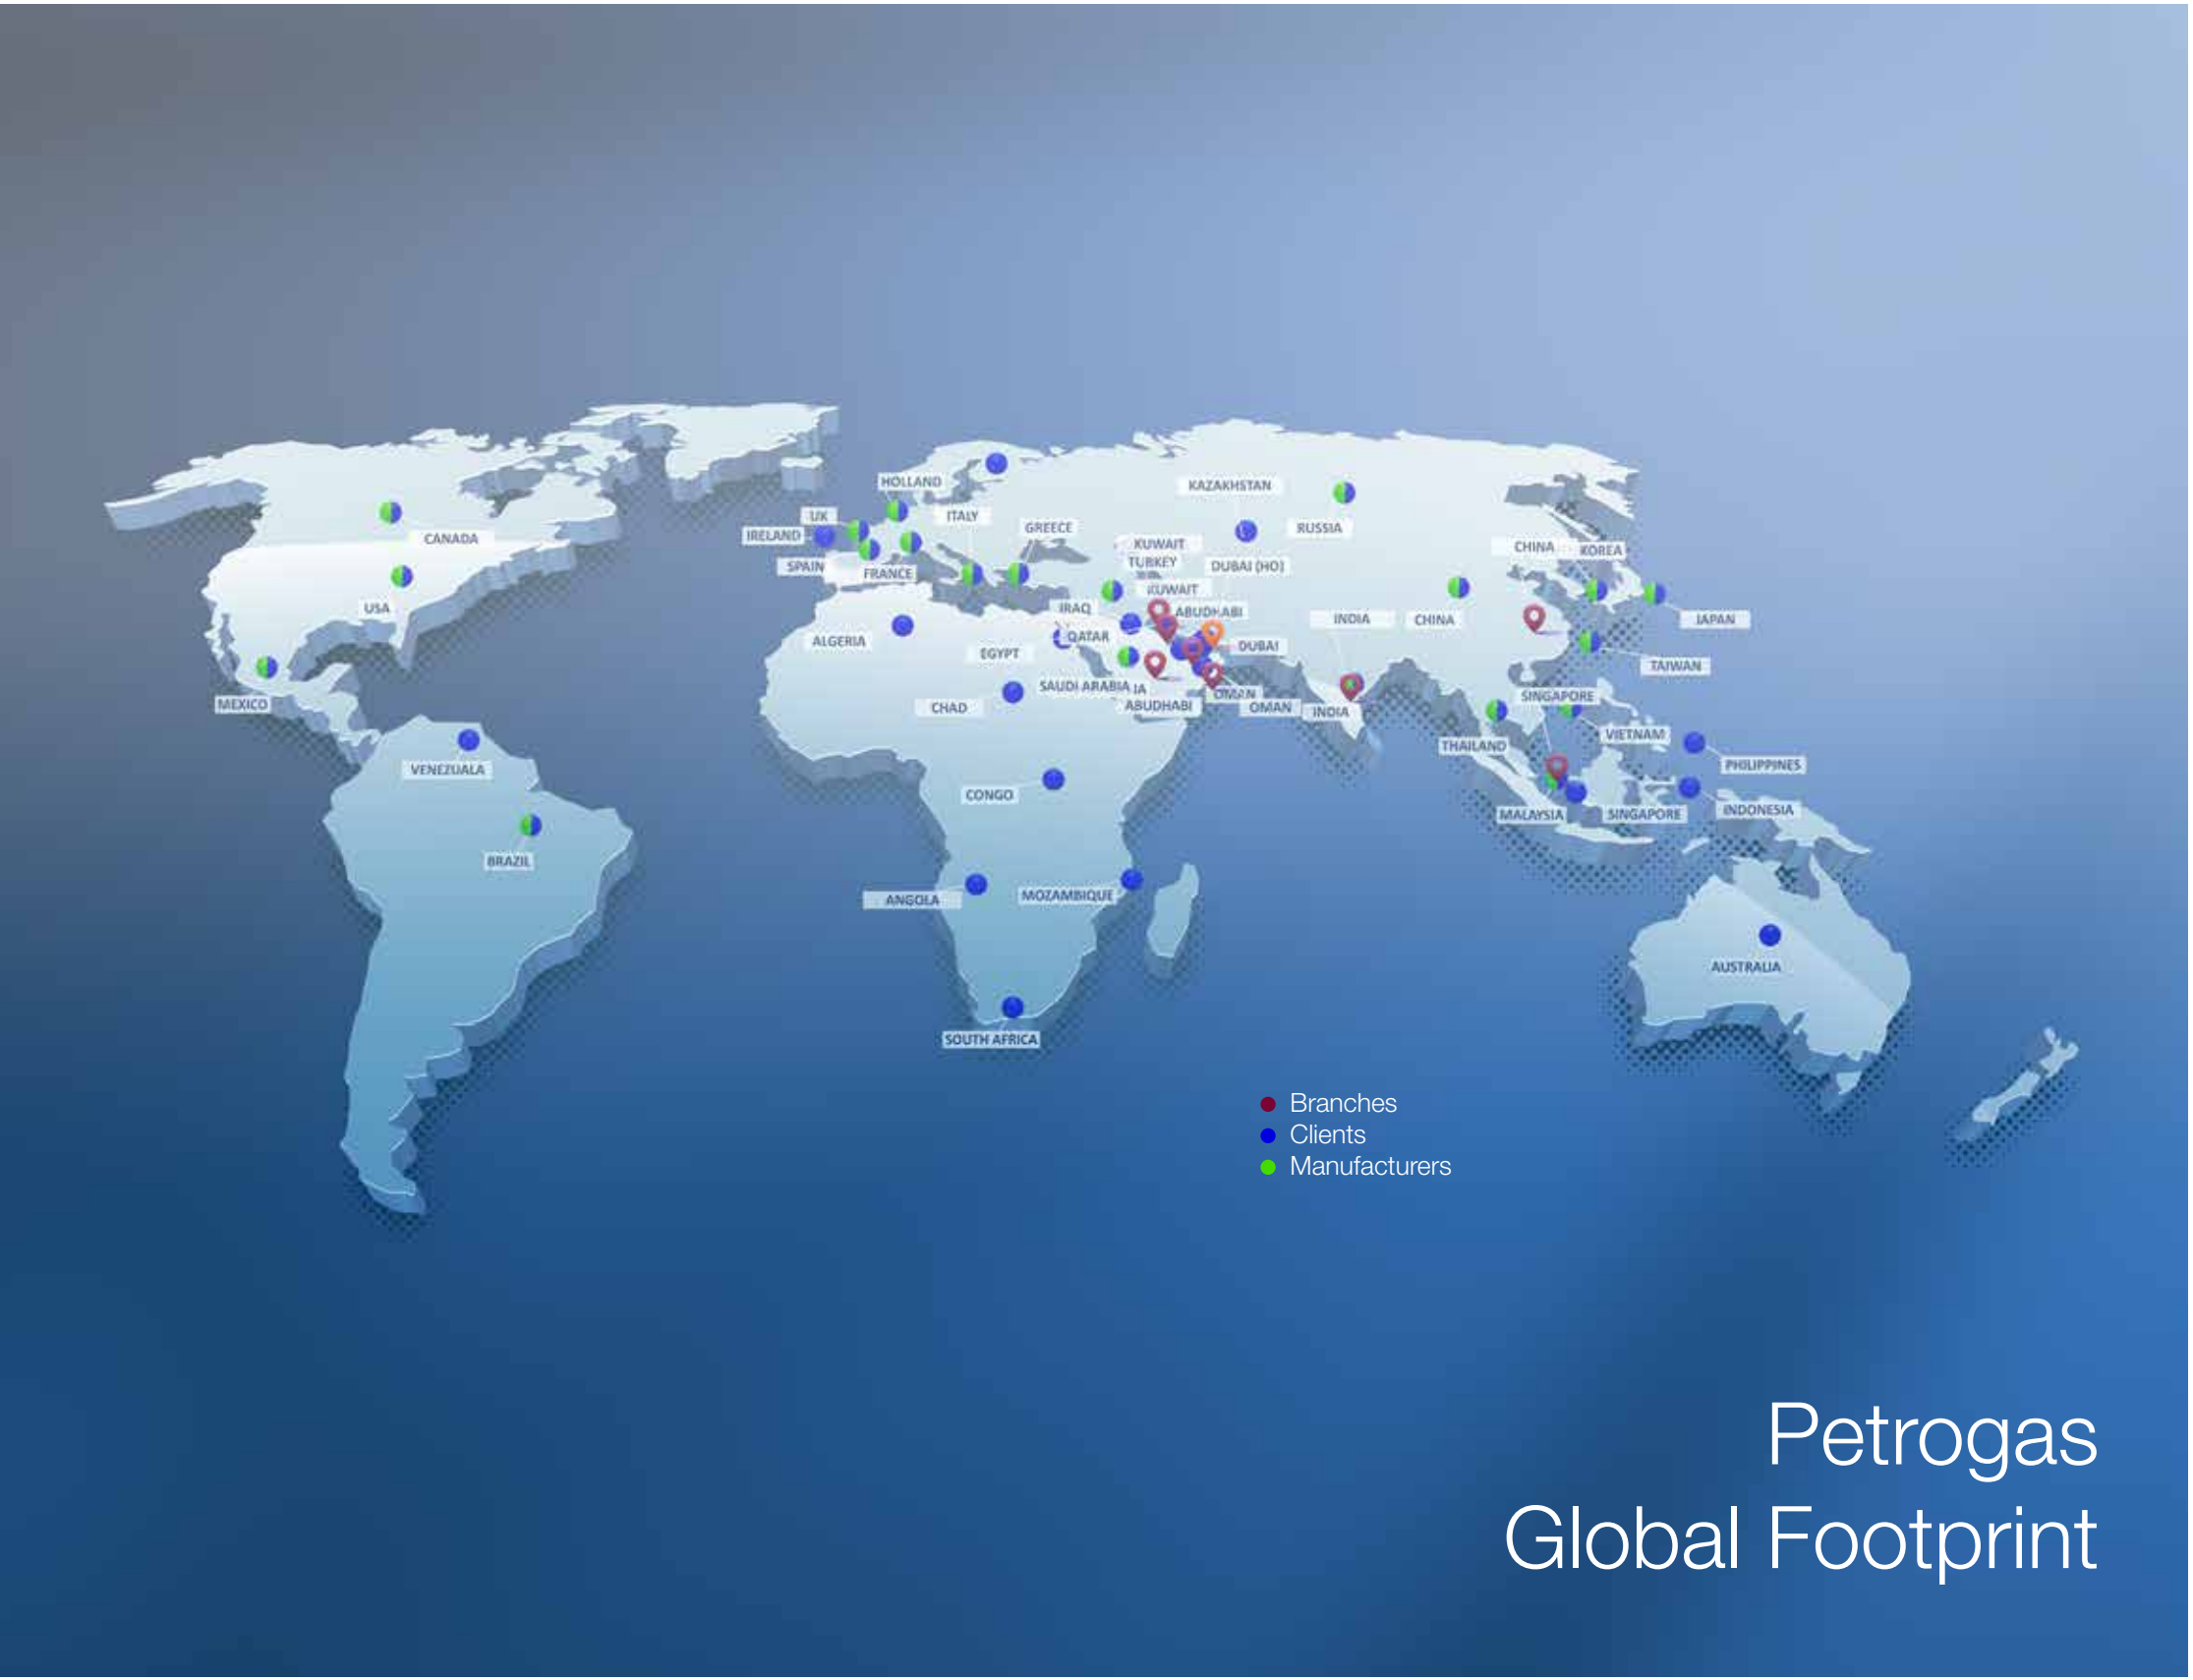 HOLLAND
KAZAKHSTAN
UK
ITALY
GREECE
RUSSIA
IRELAND
CANADA
KUWAIT
CHINA
KOREA
SPAIN
FRANCE
TURKEY
DUBAI (HO)
KUWAIT
USA
IRAQ
ABUDHABI
INDIA
CHINA
JAPAN
ALGERIA
QATAR
EGYPT
DUBAI
TAIWAN
SAUDI ARABIA
IA
OMAN
SINGAPORE
MEXICO
CHAD
ABUDHABI
OMAN
INDIA
VIETNAM
THAILAND
VENEZUALA
PHILIPPINES
CONGO
MALAYSIA
SINGAPORE
INDONESIA
BRAZIL
ANGOLA
MOZAMBIQUE
AUSTRALIA
SOUTH AFRICA
Branches
Clients
Manufacturers
Petrogas
Global Footprint